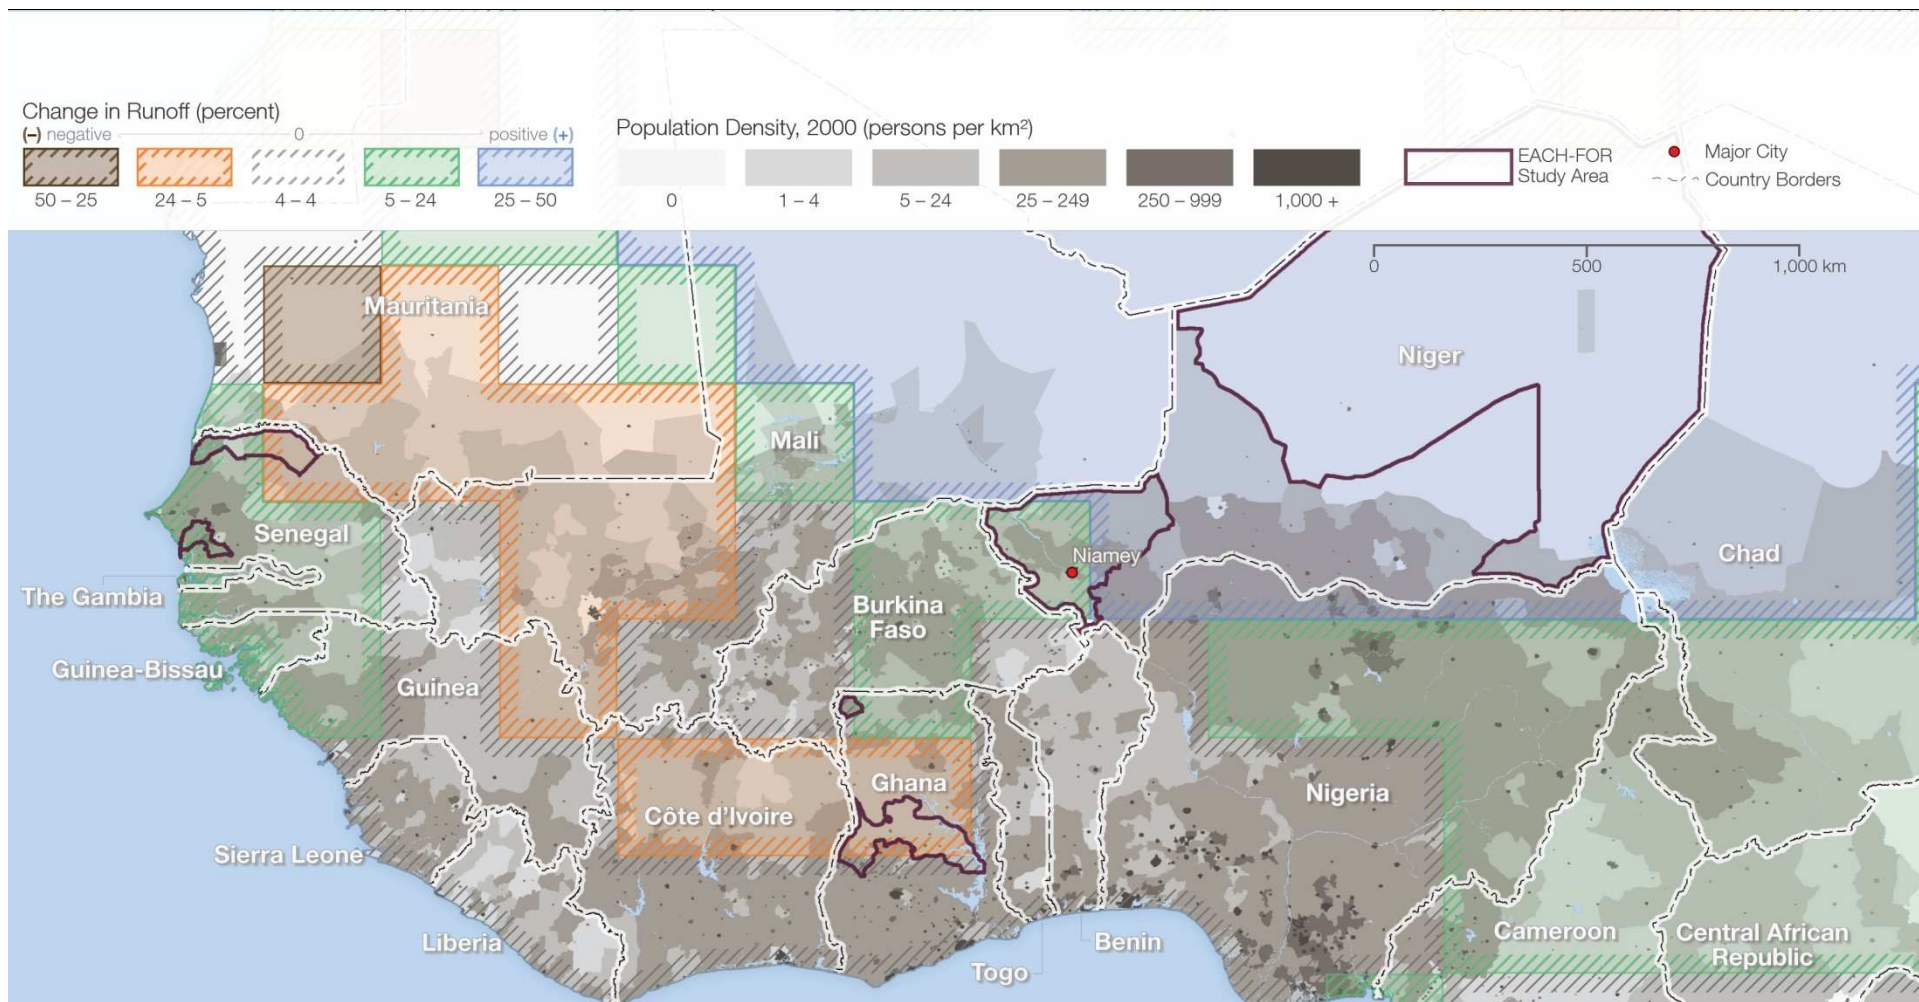 Change in Runoff (percent)
(–) negative 0 positive (+)
50 – 25
24 – 5
4 – 4
5 – 24
25 – 50
Population Density, 2000 (persons per km²)
0
1 – 4
5 – 24
25 – 249
250 – 999
1,000 +
EACH-FOR
Study Area
Major City
Country Borders
0
500
1,000 km
Mauritania
Niger
Mali
Senegal
Niamey
Chad
The Gambia
Burkina
Faso
Guinea-Bissau
Guinea
Ghana
Nigeria
Côte d'Ivoire
Sierra Leone
Liberia
Benin
Togo
Cameroon
Central African
Republic